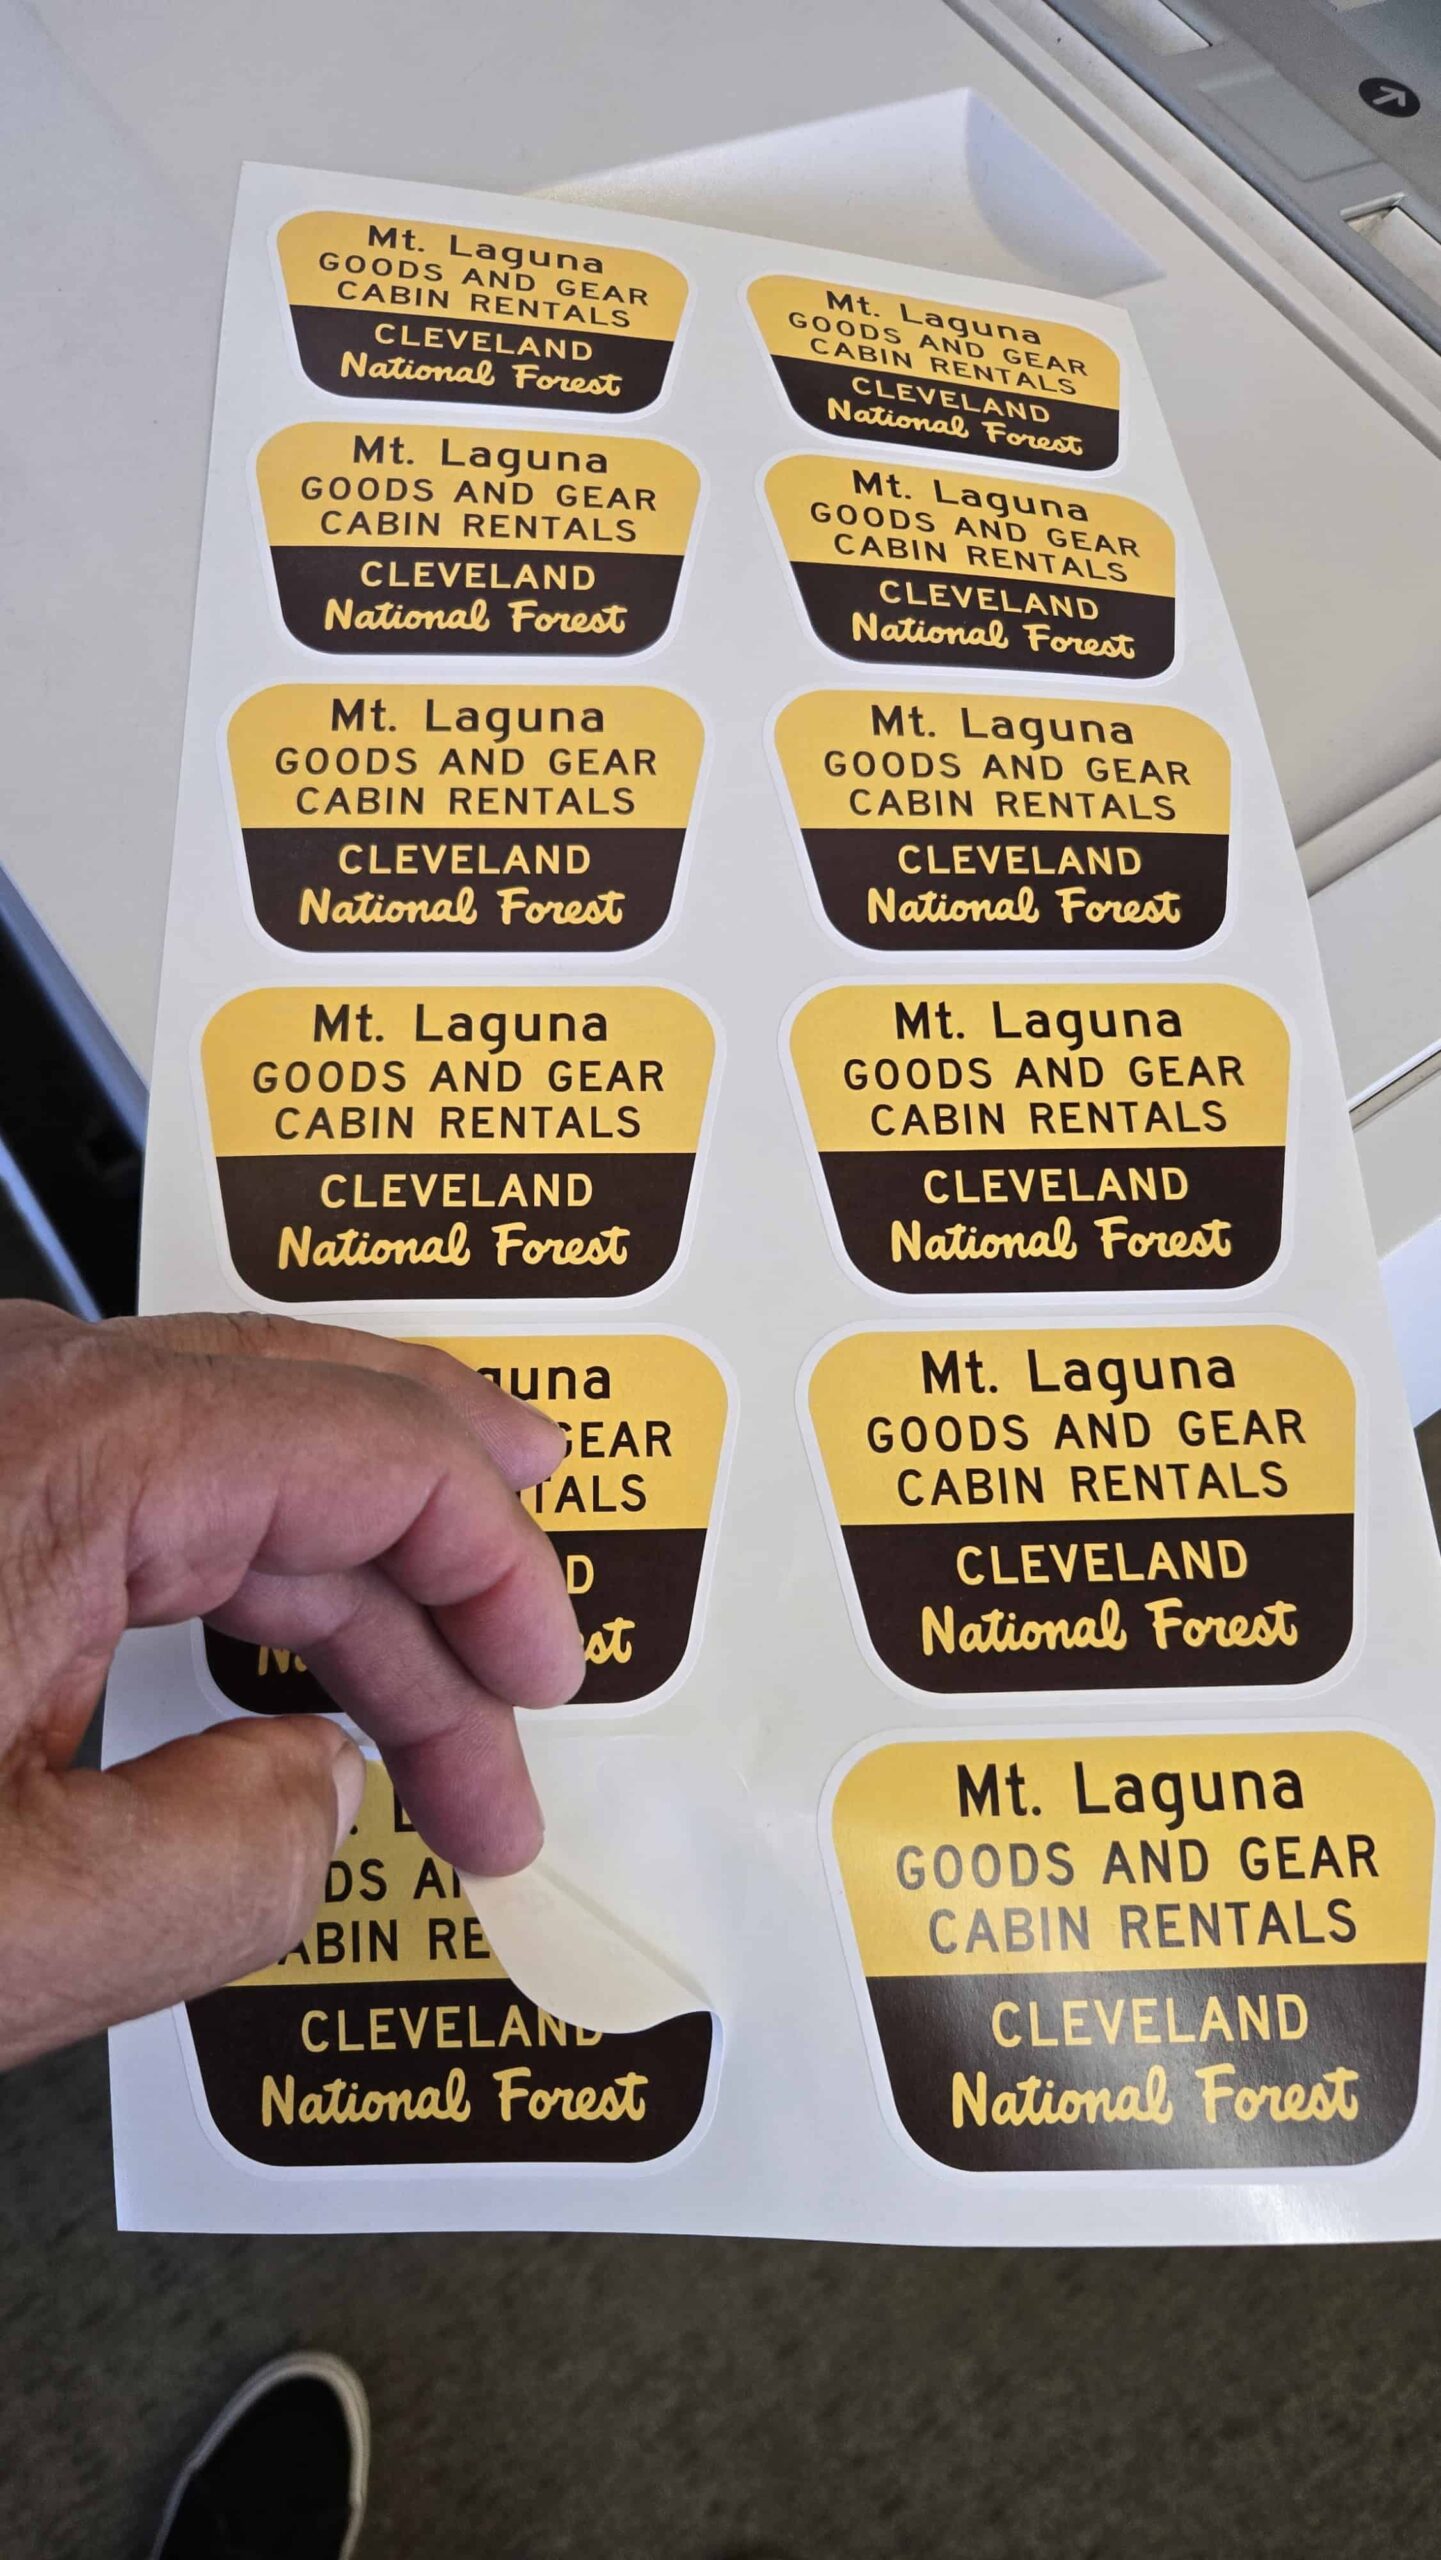 Mt. Laguna
GOODS AND GEAR
CABIN RENTALS
CLEVELAND
National Forest
Mt. Laguna
GOODS AND GEAR
CABIN RENTALS
CLEVELAND
National Forest
Mt. Laguna
GOODS AND GEAR
CABIN RENTALS
CLEVELAND
National Forest
Mt. Laguna
GOODS AND GEAR
CABIN RENTALS
CLEVELAND
National Forest
Mt. Laguna
GOODS AND GEAR
CABIN RENTALS
CLEVELAND
National Forest
Mt. Laguna
GOODS AND GEAR
CABIN RENTALS
CLEVELAND
National Forest
Mt. Laguna
GOODS AND GEAR
CABIN RENTALS
CLEVELAND
National Forest
Mt. Laguna
GOODS AND GEAR
CABIN RENTALS
CLEVELAND
National Forest
GEAR
Mt. Laguna
GOODS AND GEAR
CABIN RENTALS
CLEVELAND
National Forest
CLEVELAND
National Forest
Mt. Laguna
GOODS AND GEAR
CABIN RENTALS
CLEVELAND
National Forest